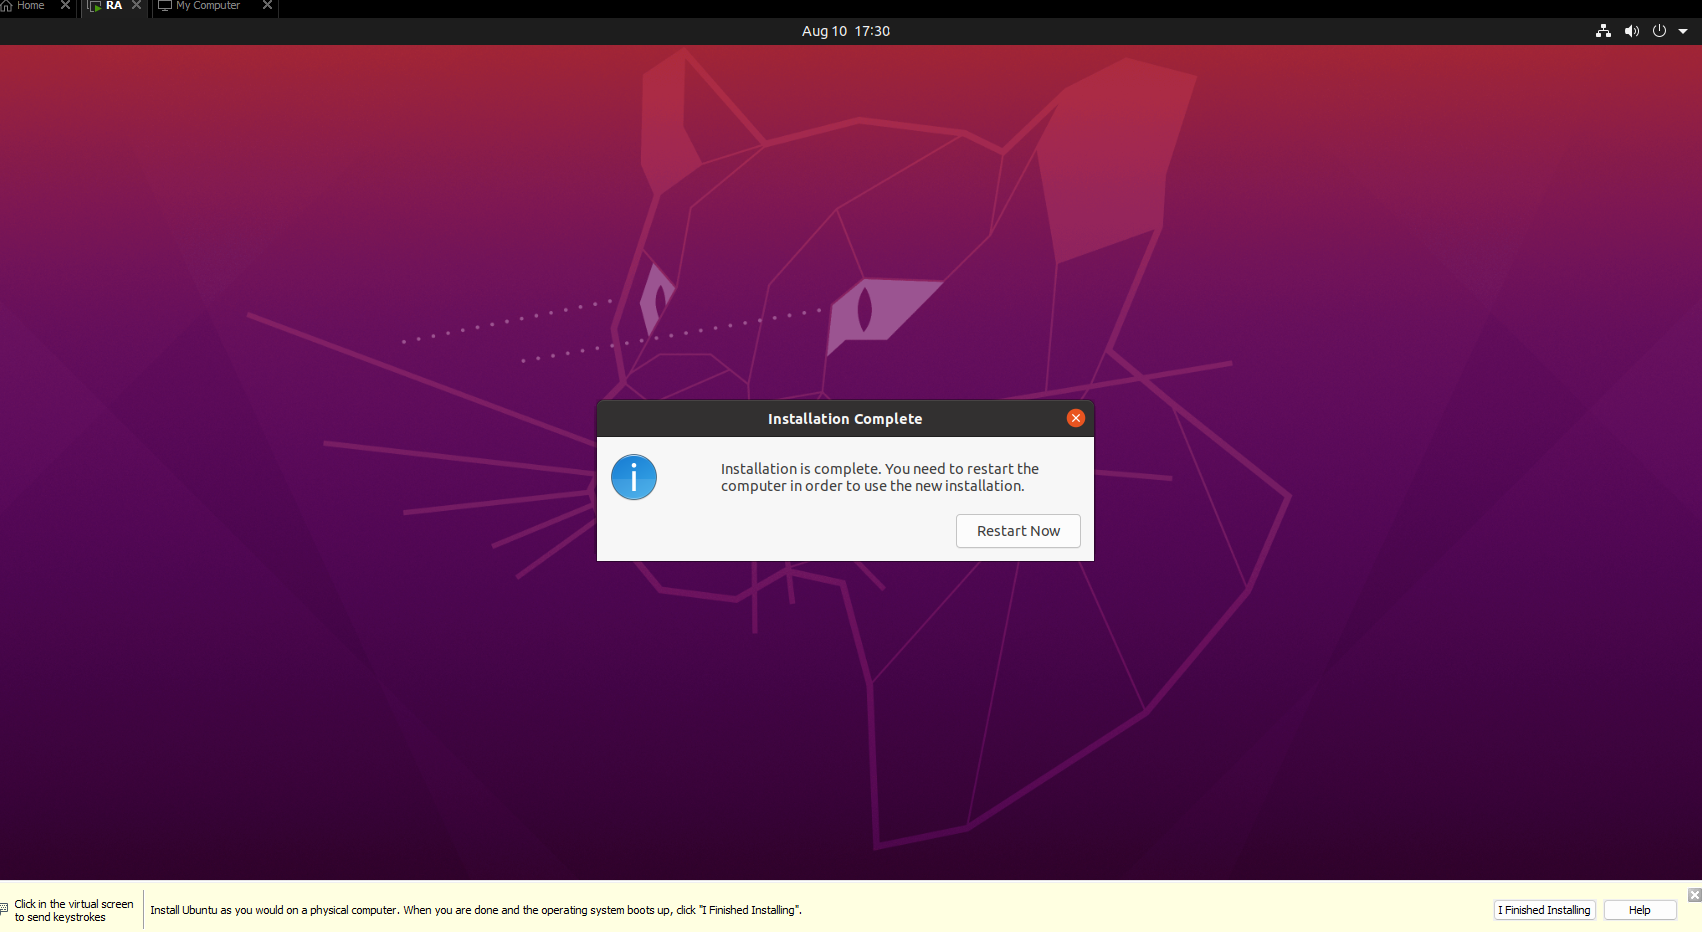 Home
RA
My Computer
Aug 10 17:30
Installation Complete
Installation is complete. You need to restart the
computer in order to use the new installation.
Restart Now
Click in the virtual screen
to send keystrokes
Install Ubuntu as you would on a physical computer. When you are done and the operating system boots up, click "I Finished Installing".
I Finished Installing
Help